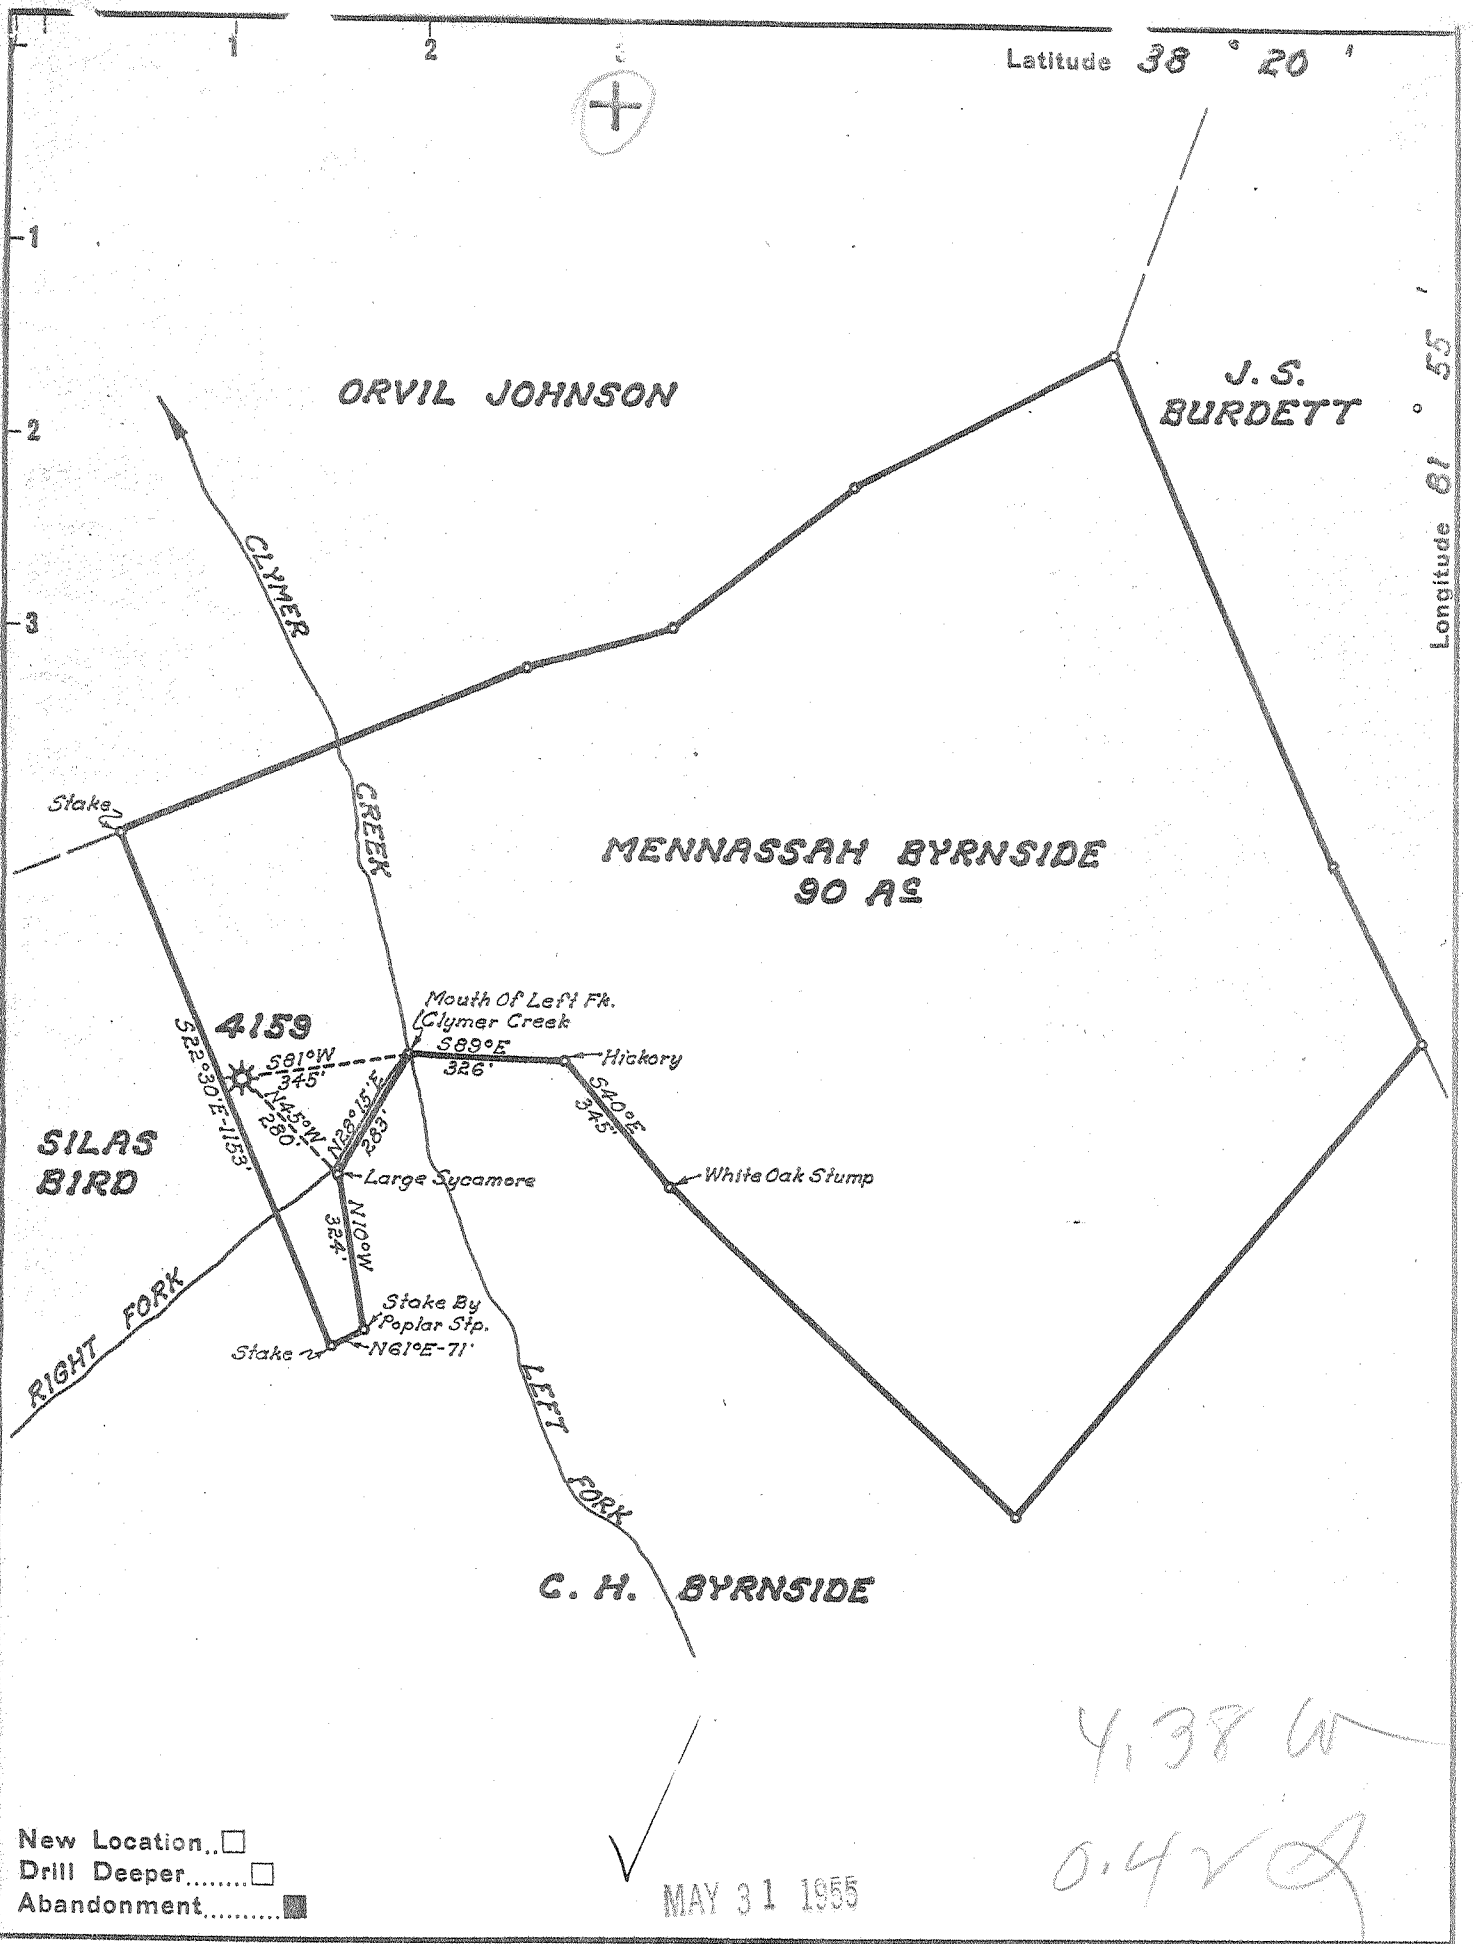 1
2
3
Latitude 38 ° 20 '
1
2
3
Longitude 81 ° 55 '
ORVIL JOHNSON
J. S.
BURDETT
CLYMER
CREEK
Stake
MENNASSAH BYRNSIDE
90 AS
4159
Mouth Of Left Fk.
Clymer Creek
S89°E
326'
Hickory
S81°W
345'
S40°E
345'
S22°30'E-1153'
N45°W
280'
N28°15'E
283'
SILAS
BIRD
Large Sycamore
White Oak Stump
N10°W
324'
RIGHT FORK
Stake By
Poplar Stp.
Stake
N61°E-71'
LEFT
FORK
C. H. BYRNSIDE
4.38 W
New Location..
Drill Deeper........
Abandonment..........
MAY 31 1955